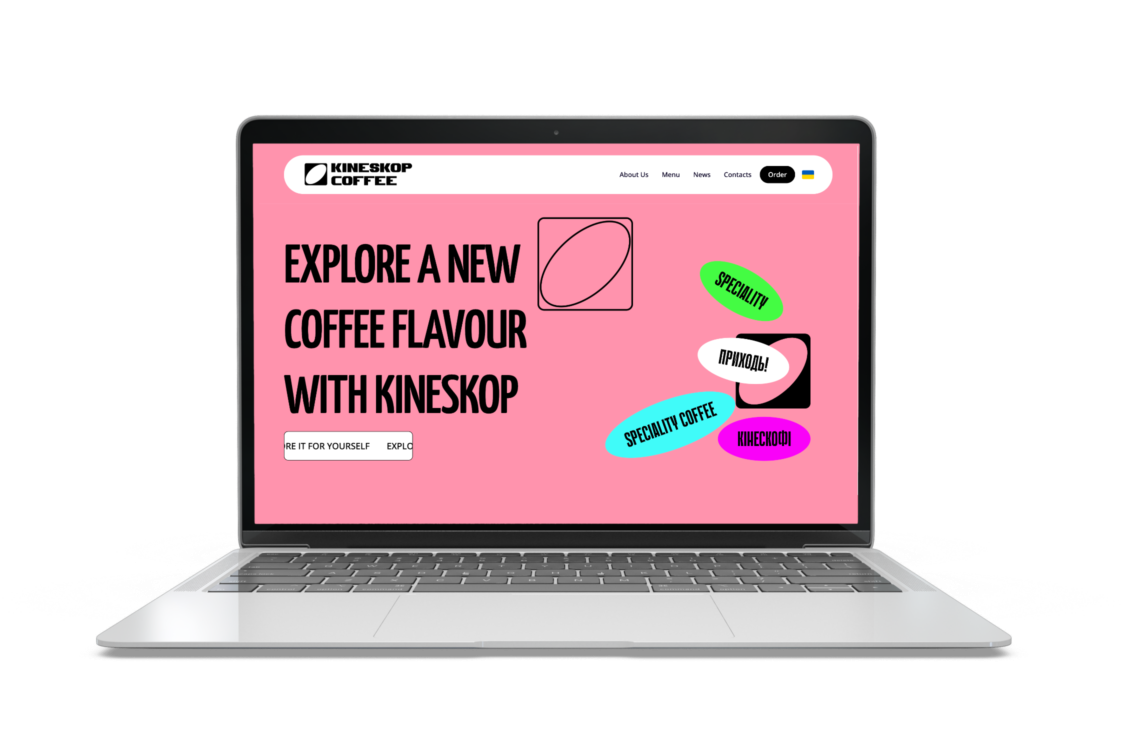 KINESKOP
COFFEE
About Us
Menu
News
Contacts
Order
EXPLORE A NEW
COFFEE FLAVOUR
WITH KINESKOP
RE IT FOR YOURSELF
EXPLO
SPECIALITY
ПРИХОДЬ!
SPECIALITY COFFEE
КІНЕСКОФІ